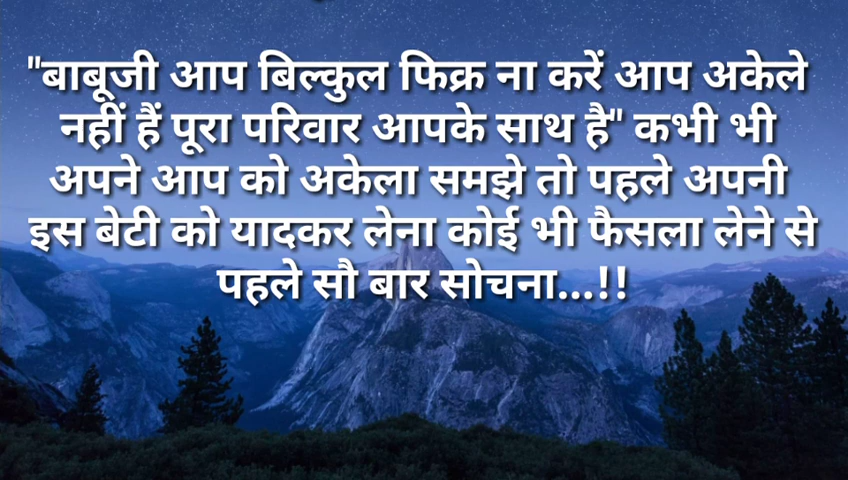 "बाबूजी आप बिल्कुल फिक्र ना करें आप अकेले
नहीं हैं पूरा परिवार आपके साथ है" कभी भी
अपने आप को अकेला समझे तो पहले अपनी
इस बेटी को यादकर लेना कोई भी फैसला लेने से
पहले सौ बार सोचना...!!